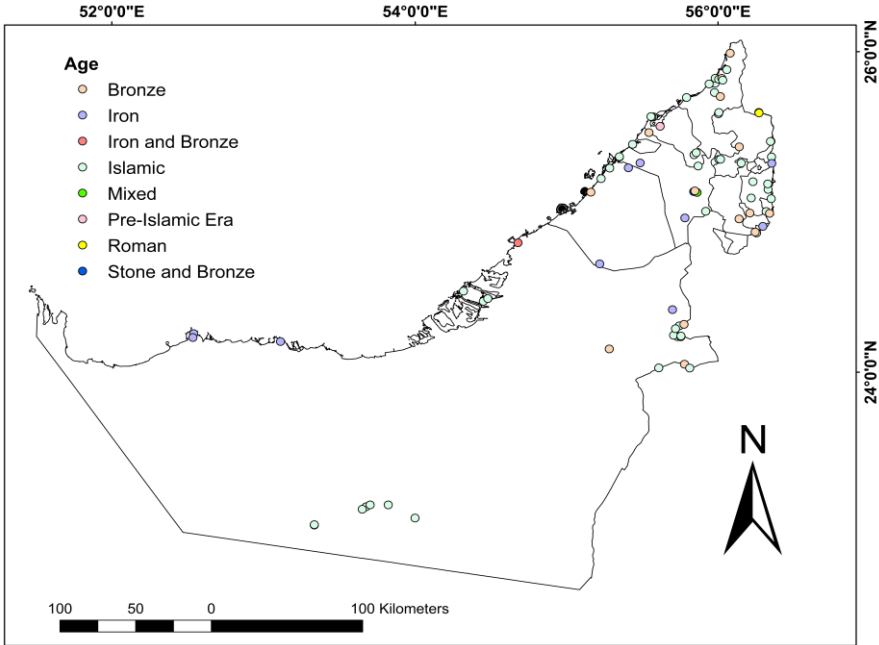 52°0'0"E 54°0'0"E 56°0'0"E
26°0'0"N
Age
Bronze
Iron
Iron and Bronze
Islamic
Mixed
Pre-Islamic Era
Roman
Stone and Bronze
24°0'0"N
N
100 50 0 100 Kilometers